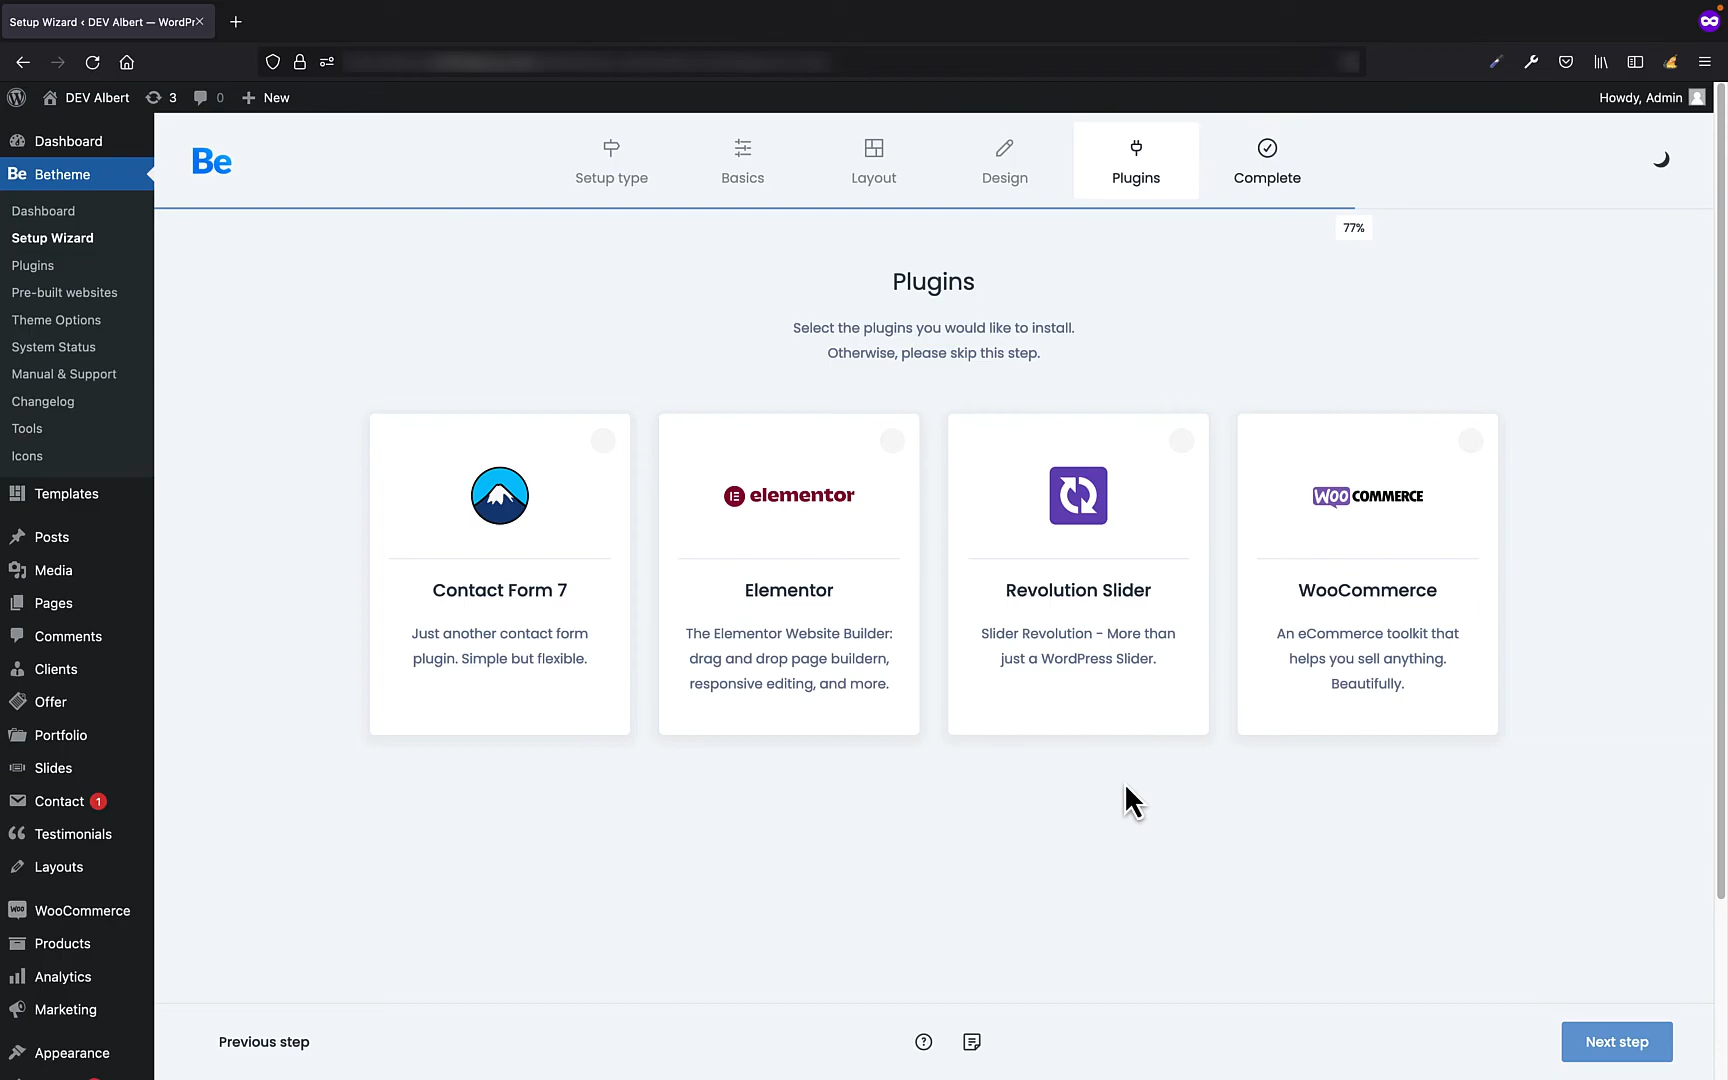 Setup Wizard ‹ DEV Albert — WordPr
DEV Albert
3
0
New
Howdy, Admin
Dashboard
Be Betheme
Dashboard
Setup Wizard
Plugins
Pre-built websites
Theme Options
System Status
Manual & Support
Changelog
Tools
Icons
Templates
Posts
Media
Pages
Comments
Clients
Offer
Portfolio
Slides
Contact 1
Testimonials
Layouts
WooCommerce
Products
Analytics
Marketing
Appearance
Be
Setup type
Basics
Layout
Design
Plugins
Complete
77%
Plugins
Select the plugins you would like to install.
Otherwise, please skip this step.
Contact Form 7
Just another contact form
plugin. Simple but flexible.
elementor
Elementor
The Elementor Website Builder:
drag and drop page buildern,
responsive editing, and more.
Revolution Slider
Slider Revolution - More than
just a WordPress Slider.
WOO COMMERCE
WooCommerce
An eCommerce toolkit that
helps you sell anything.
Beautifully.
Previous step
Next step